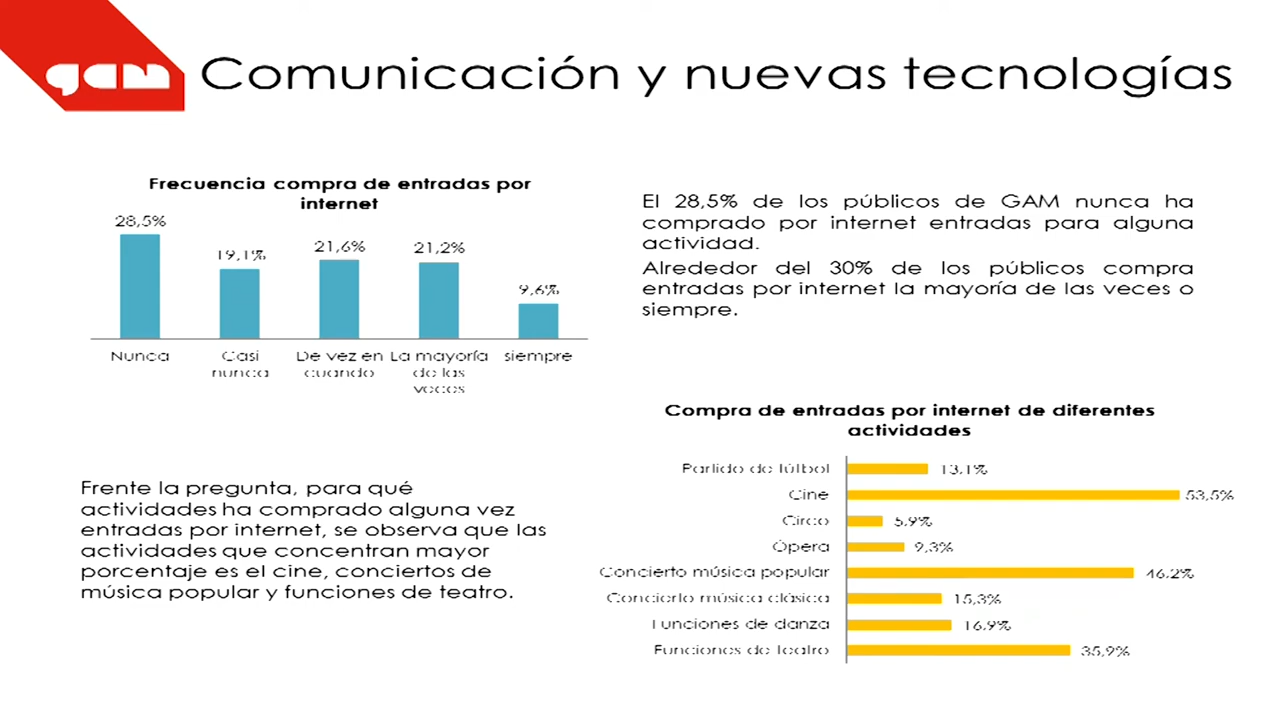 gam
Comunicación y nuevas tecnologías
Frecuencia compra de entradas por
internet
28,5%
19,1%
21,6%
21,2%
9,6%
Nunca
Casi
nunca
De vez en
cuando
La mayoría
de las
veces
siempre
El 28,5% de los públicos de GAM nunca ha
comprado por internet entradas para alguna
actividad.
Alrededor del 30% de los públicos compra
entradas por internet la mayoría de las veces o
siempre.
Frente la pregunta, para qué
actividades ha comprado alguna vez
entradas por internet, se observa que las
actividades que concentran mayor
porcentaje es el cine, conciertos de
música popular y funciones de teatro.
Compra de entradas por internet de diferentes
actividades
Partido de fútbol 13,1%
Cine 53,5%
Circo 5,9%
Ópera 9,3%
Concierto música popular 46,2%
Concierto música clásica 15,3%
Funciones de danza 16,9%
Funciones de teatro 35,9%